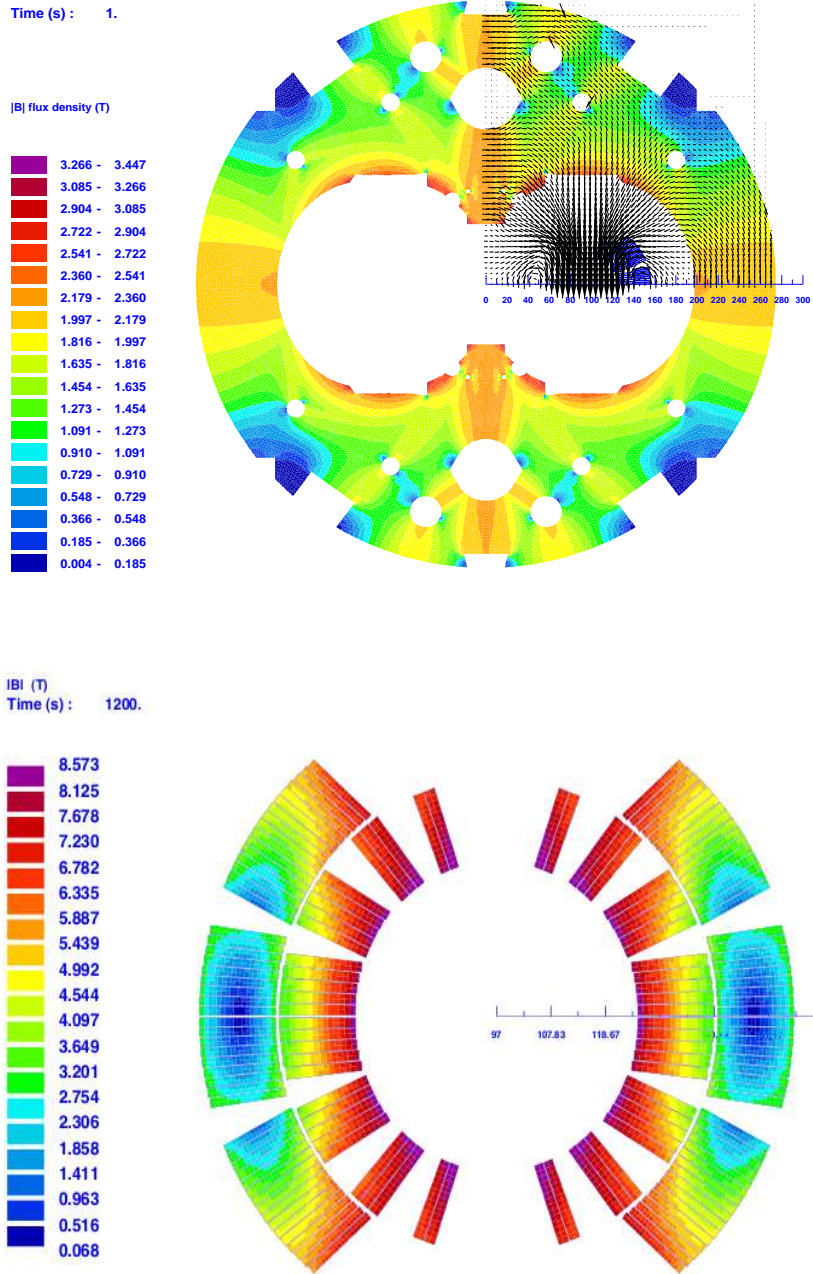 Time (s) : 1.
|B| flux density (T)
3.266 - 3.447
3.085 - 3.266
2.904 - 3.085
2.722 - 2.904
2.541 - 2.722
2.360 - 2.541
2.179 - 2.360
1.997 - 2.179
1.816 - 1.997
1.635 - 1.816
1.454 - 1.635
1.273 - 1.454
1.091 - 1.273
0.910 - 1.091
0.729 - 0.910
0.548 - 0.729
0.366 - 0.548
0.185 - 0.366
0.004 - 0.185
0 20 40 60 80 100 120 140 160 180 200 220 240 260 280 300
|B| (T)
Time (s) : 1200.
8.573
8.125
7.678
7.230
6.782
6.335
5.887
5.439
4.992
4.544
4.097
3.649
3.201
2.754
2.306
1.858
1.411
0.963
0.516
0.068
97 107.83 118.67